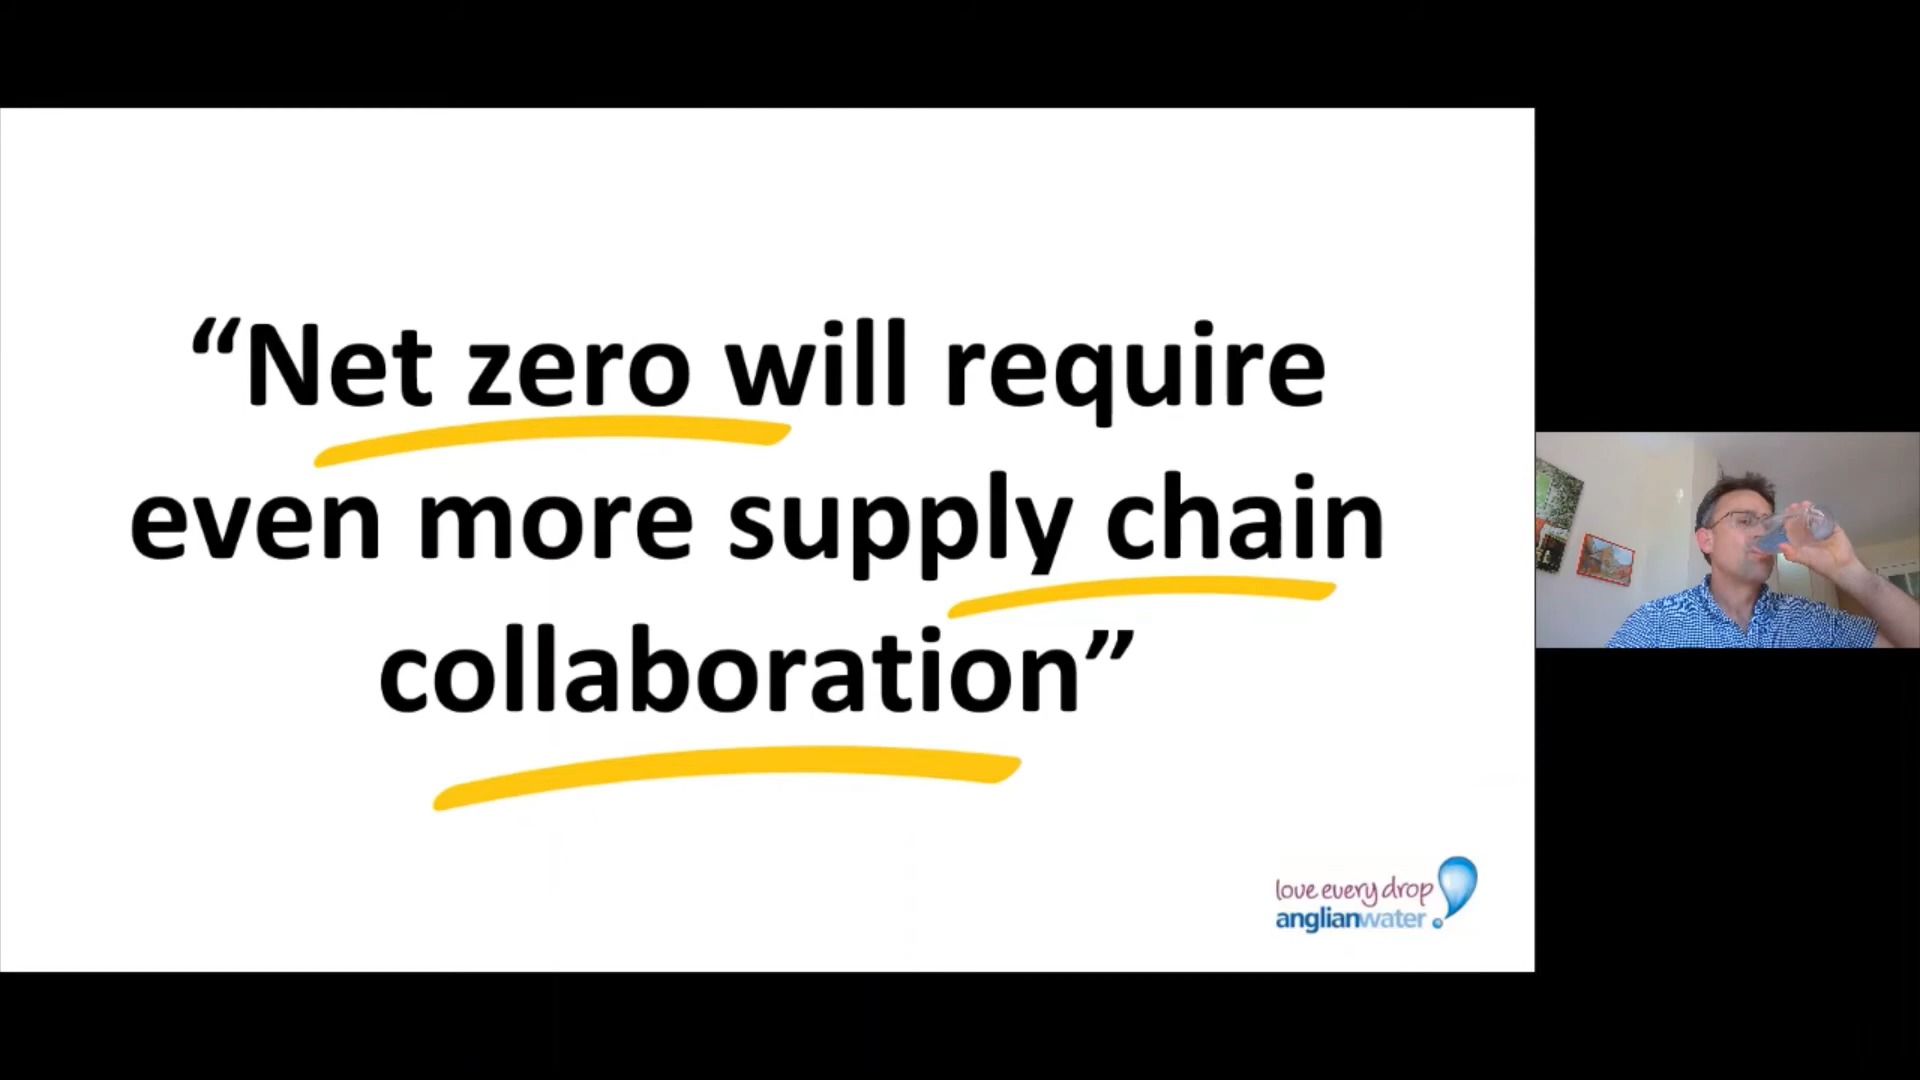 “Net zero will require
even more supply chain
collaboration”
love every drop
anglianwater